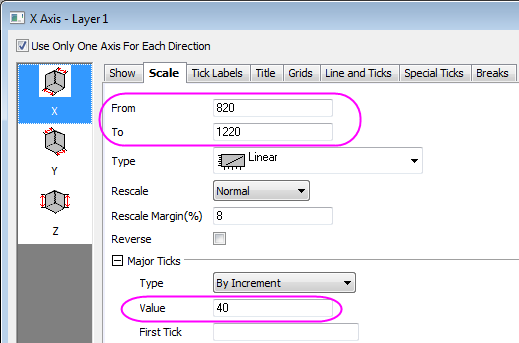 X Axis - Layer1
Use Only One Axis For Each Direction
X
Y
Z
Show Scale Tick Labels Title Grids Line and Ticks Special Ticks Breaks
From 820
To 1220
Type Linear
Rescale Normal
Rescale Margin(%) 8
Reverse
Major Ticks
Type By Increment
Value 40
First Tick